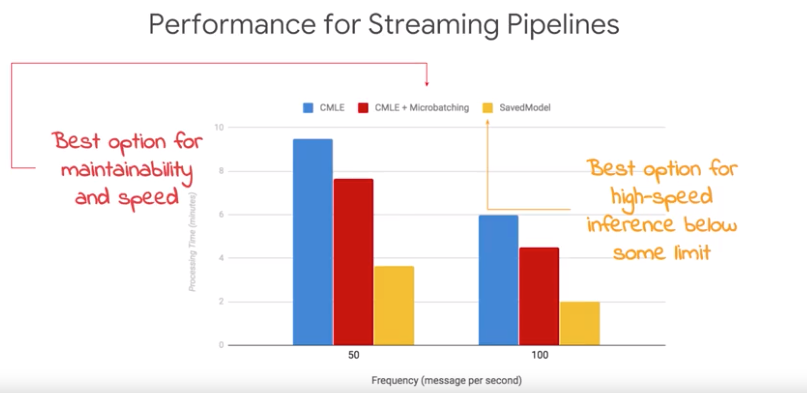 Performance for Streaming Pipelines
CMLE
CMLE + Microbatching
SavedModel
Best option for
maintainability
and speed
Best option for
high-speed
inference below
some limit
Processing Time (minutes)
10
8
6
4
2
0
50
100
Frequency (message per second)